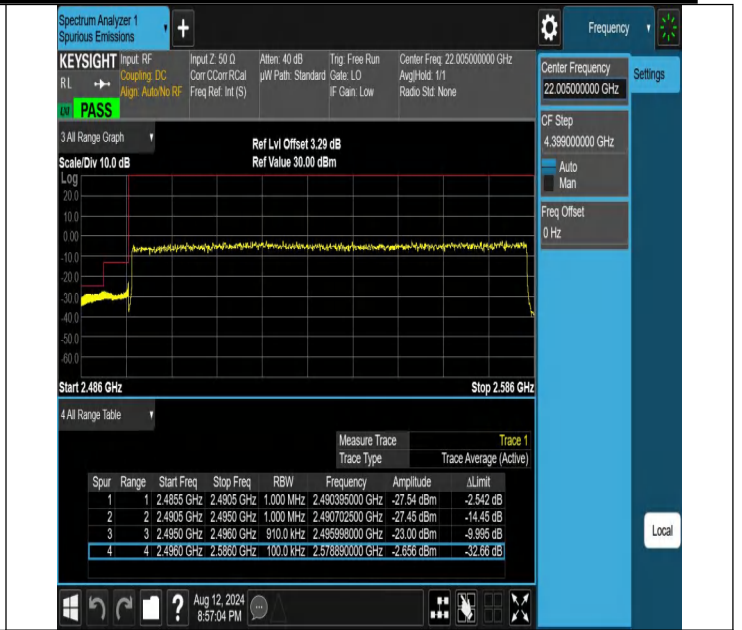 Spectrum Analyzer 1
Spurious Emissions
+
Frequency
KEYSIGHT Input: RF Input Z: 50 Ω Atten: 40 dB Trig: Free Run Center Freq: 22.005000000 GHz
RL Coupling: DC Corr CCorr RCal µW Path: Standard Gate: LO Avg|Hold: 1/1
Align: Auto/No RF Freq Ref: Int (S) IF Gain: Low Radio Std: None
PASS
Center Frequency
22.005000000 GHz
Settings
CF Step
4.399000000 GHz
Auto
Man
Freq Offset
0 Hz
3 All Range Graph
Ref Lvl Offset 3.29 dB
Scale/Div 10.0 dB Ref Value 30.00 dBm
Log
20.0
10.0
0.00
-10.0
-20.0
-30.0
-40.0
-50.0
-60.0
Start 2.486 GHz Stop 2.586 GHz
4 All Range Table
Measure Trace Trace 1
Trace Type Trace Average (Active)
Spur Range Start Freq Stop Freq RBW Frequency Amplitude ΔLimit
1 1 2.4855 GHz 2.4905 GHz 1.000 MHz 2.490395000 GHz -27.54 dBm -2.542 dB
2 2 2.4905 GHz 2.4950 GHz 1.000 MHz 2.490702500 GHz -27.45 dBm -14.45 dB
3 3 2.4950 GHz 2.4960 GHz 910.0 kHz 2.495998000 GHz -23.00 dBm -9.995 dB
4 4 2.4960 GHz 2.5860 GHz 100.0 kHz 2.578890000 GHz -2.656 dBm -32.66 dB
Local
?
Aug 12, 2024
8:57:04 PM